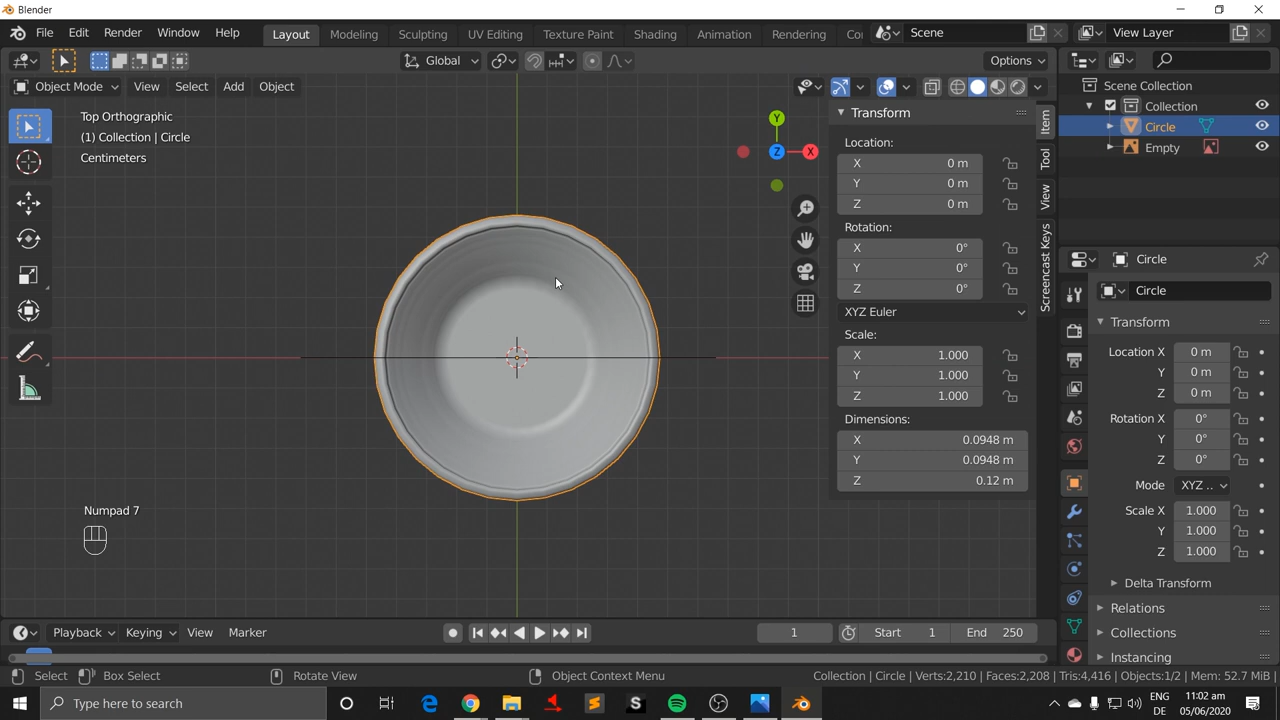 Blender
File Edit Render Window Help Layout Modeling Sculpting UV Editing Texture Paint Shading Animation Rendering Co Scene View Layer
Global Options
Object Mode View Select Add Object
Top Orthographic
(1) Collection | Circle
Centimeters
Y
Z
X
Numpad 7
Transform
Location:
X 0 m
Y 0 m
Z 0 m
Rotation:
X 0°
Y 0°
Z 0°
XYZ Euler
Scale:
X 1.000
Y 1.000
Z 1.000
Dimensions:
X 0.0948 m
Y 0.0948 m
Z 0.12 m
Item
Tool
View
Screencast Keys
Scene Collection
Collection
Circle
Empty
Circle
Circle
Transform
Location X 0 m
Y 0 m
Z 0 m
Rotation X 0°
Y 0°
Z 0°
Mode XYZ ..
Scale X 1.000
Y 1.000
Z 1.000
Delta Transform
Relations
Collections
Instancing
Playback Keying View Marker 1 Start 1 End 250
Select Box Select Rotate View Object Context Menu Collection | Circle | Verts:2,210 | Faces:2,208 | Tris:4,416 | Objects:1/2 | Mem: 52.7 MiB |
Type here to search
ENG 11:02 am
DE 05/06/2020